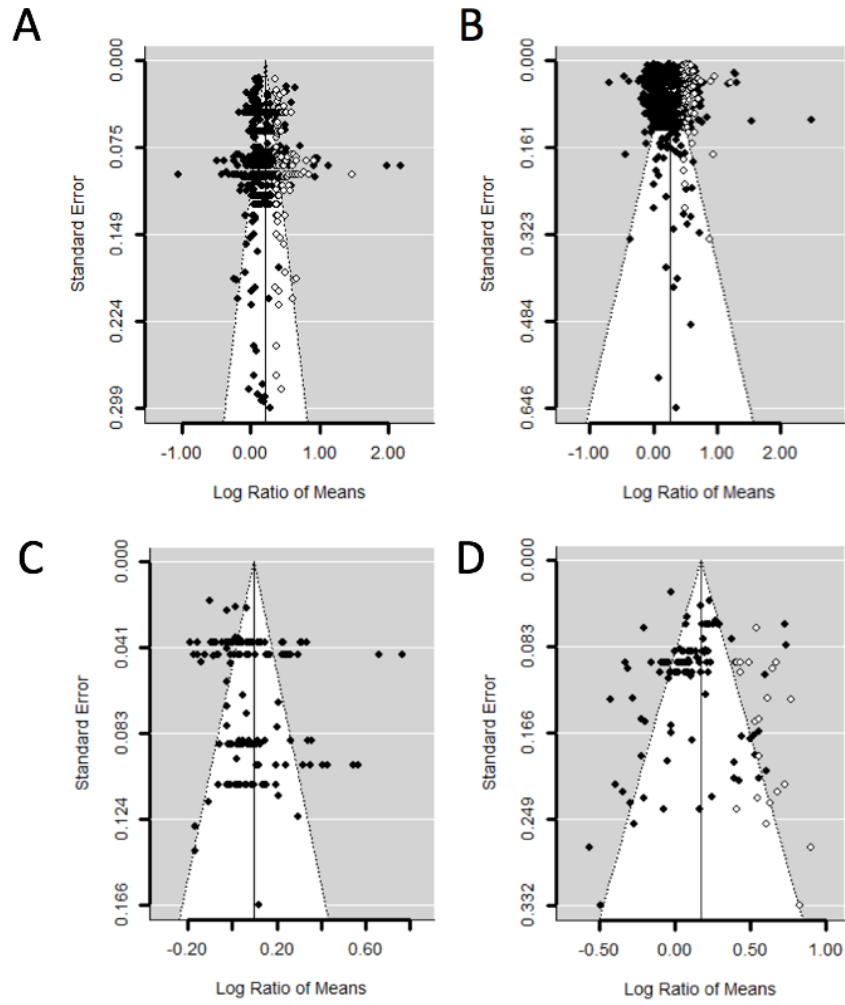 A
0.000
0.075
0.149
0.224
0.299
Standard Error
-1.00
0.00
1.00
2.00
Log Ratio of Means
B
0.000
0.161
0.323
0.484
0.646
Standard Error
-1.00
0.00
1.00
2.00
Log Ratio of Means
C
0.000
0.041
0.083
0.124
0.166
Standard Error
-0.20
0.20
0.60
Log Ratio of Means
D
0.000
0.083
0.166
0.249
0.332
Standard Error
-0.50
0.00
0.50
1.00
Log Ratio of Means